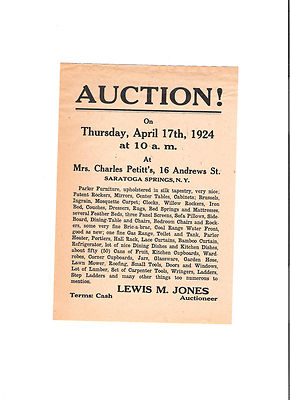 AUCTION!
On
Thursday, April 17th, 1924
at 10 a. m.
At
Mrs. Charles Petitt's, 16 Andrews St.
SARATOGA SPRINGS, N. Y.
Parlor Furniture, upholstered in silk tapestry, very nice;
Patent Rockers, Mirrors, Center Tables, Cabinets; Brussels,
Ingrain, Mosquette Carpet; Clocks, Willow Rockers, Iron
Bed, Couches, Dressers, Rugs, Bed Springs and Mattresses,
several Feather Beds, three Panel Screens, Sofa Pillows, Side
Board, Dining-Table and Chairs, Bedroom Chairs and Rock-
ers, some very fine Bric-a-brac, Coal Range Water Front,
good as new; one fine Gas Range, Toilet and Tank, Parlor
Heater, Portiers, Hall Rack, Lace Curtains, Bamboo Curtain,
Refrigerator, lot of nice Dining Dishes and Kitchen Dishes,
about fifty (50) Cans of Fruit, Kitchen Cupboards, Ward-
robes, Corner Cupboards, Jars, Glassware, Garden Hose,
Lawn Mower, Roofing, Small Tools, Doors and Windows,
Lot of Lumber, Set of Carpenter Tools, Wringers, Ladders,
Step Ladders and many other things too numerous to
mention.
LEWIS M. JONES
Terms: Cash Auctioneer